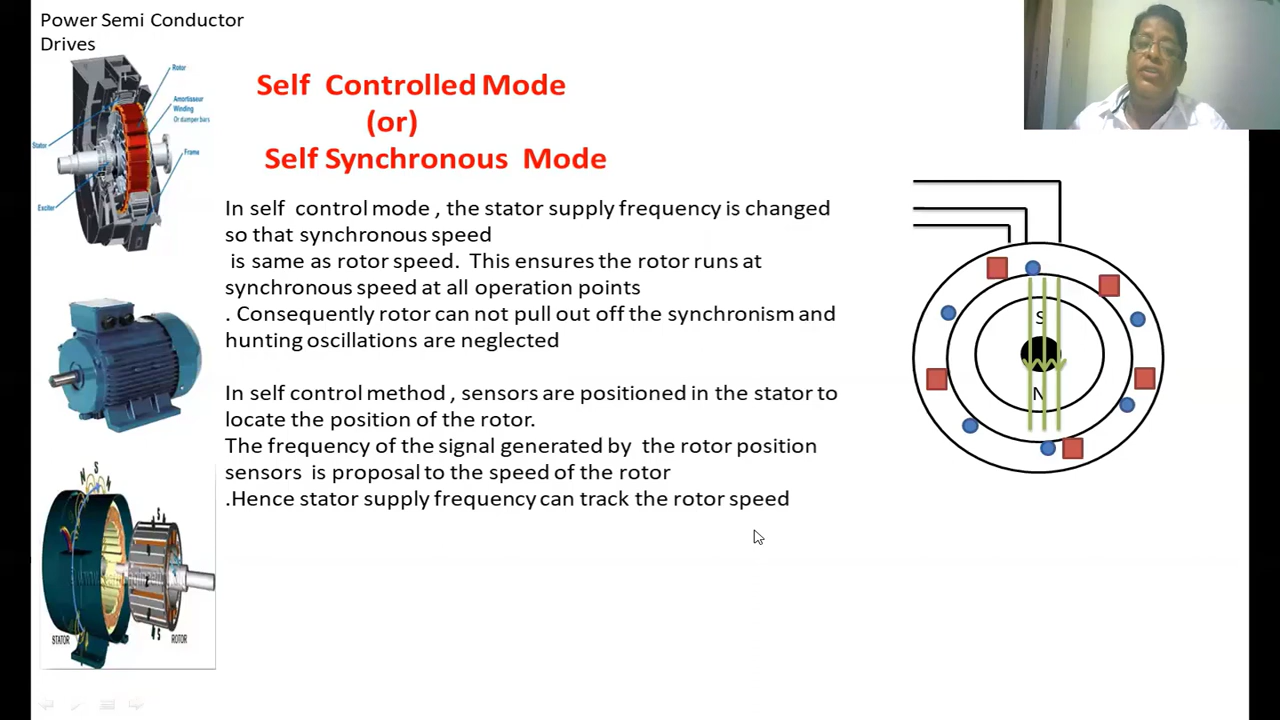 Power Semi Conductor
Drives
Rotor
Amortisseur
Winding
Or damper bars
Stator
Frame
Exciter
Self Controlled Mode
(or)
Self Synchronous Mode
In self control mode , the stator supply frequency is changed
so that synchronous speed
is same as rotor speed. This ensures the rotor runs at
synchronous speed at all operation points
. Consequently rotor can not pull out off the synchronism and
hunting oscillations are neglected
In self control method , sensors are positioned in the stator to
locate the position of the rotor.
The frequency of the signal generated by the rotor position
sensors is proposal to the speed of the rotor
.Hence stator supply frequency can track the rotor speed
S
N
N S
S
STATOR
ROTOR
N S